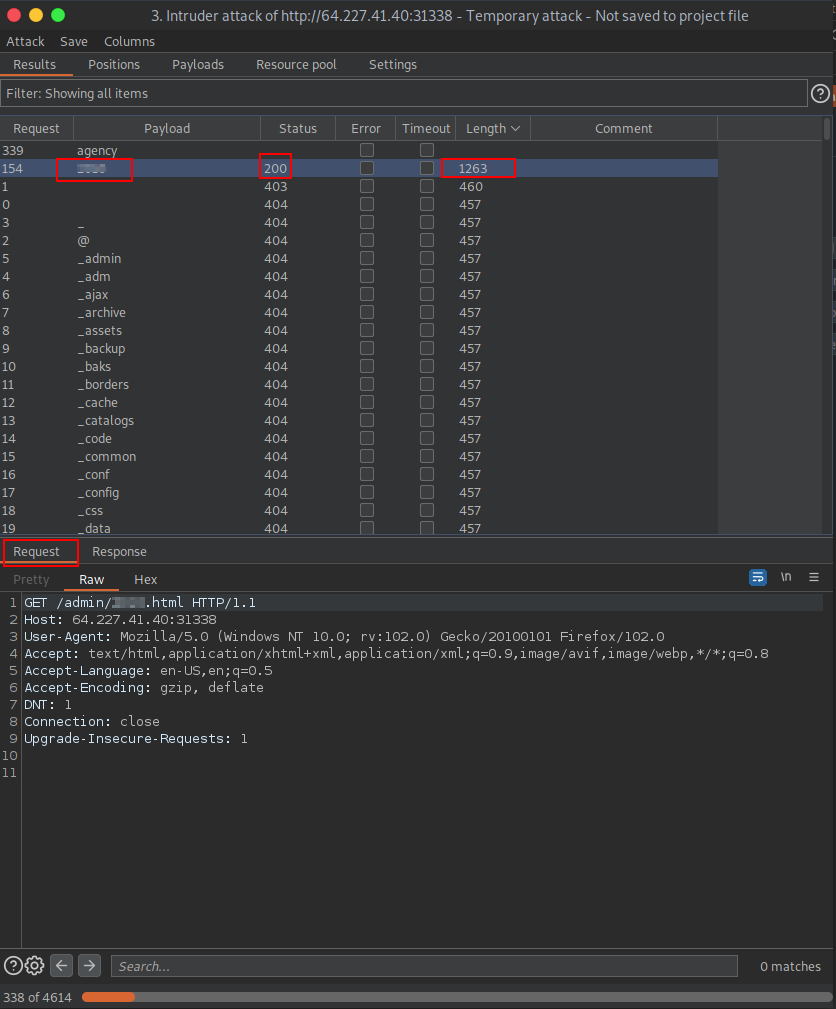 3. Intruder attack of http://64.227.41.40:31338 - Temporary attack - Not saved to project file
Attack Save Columns
Results Positions Payloads Resource pool Settings
Filter: Showing all items
?
Request Payload Status Error Timeout Length Comment
339 agency
154 200 1263
1 403 460
0 404 457
3 _ 404 457
2 @ 404 457
5 _admin 404 457
4 _adm 404 457
6 _ajax 404 457
7 _archive 404 457
8 _assets 404 457
9 _backup 404 457
10 _baks 404 457
11 _borders 404 457
12 _cache 404 457
13 _catalogs 404 457
14 _code 404 457
15 _common 404 457
16 _conf 404 457
17 _config 404 457
18 _css 404 457
19 _data 404 457
Request Response
Pretty Raw Hex \n
1 GET /admin/ .html HTTP/1.1
2 Host: 64.227.41.40:31338
3 User-Agent: Mozilla/5.0 (Windows NT 10.0; rv:102.0) Gecko/20100101 Firefox/102.0
4 Accept: text/html,application/xhtml+xml,application/xml;q=0.9,image/avif,image/webp,*/*;q=0.8
5 Accept-Language: en-US,en;q=0.5
6 Accept-Encoding: gzip, deflate
7 DNT: 1
8 Connection: close
9 Upgrade-Insecure-Requests: 1
10
11
? Search... 0 matches
338 of 4614